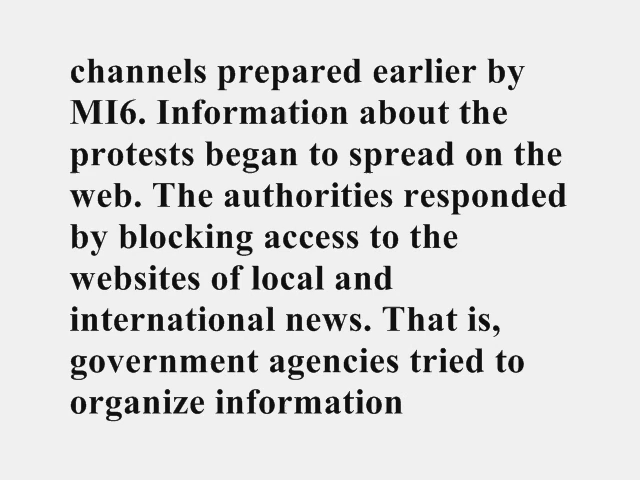 channels prepared earlier by
MI6. Information about the
protests began to spread on the
web. The authorities responded
by blocking access to the
websites of local and
international news. That is,
government agencies tried to
organize information